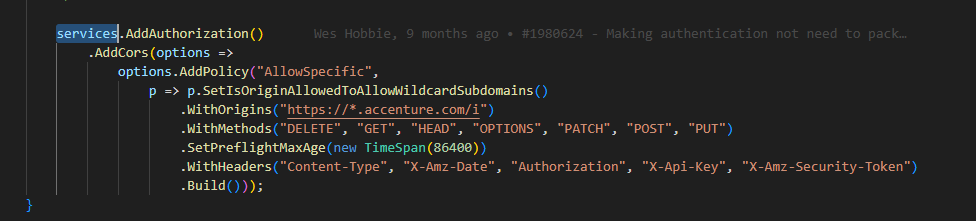 services.AddAuthorization() Wes Hobbie, 9 months ago • #1980624 - Making authentication not need to pack…
.AddCors(options =>
options.AddPolicy("AllowSpecific",
p => p.SetIsOriginAllowedToAllowWildcardSubdomains()
.WithOrigins("https://*.accenture.com/i")
.WithMethods("DELETE", "GET", "HEAD", "OPTIONS", "PATCH", "POST", "PUT")
.SetPreflightMaxAge(new TimeSpan(86400))
.WithHeaders("Content-Type", "X-Amz-Date", "Authorization", "X-Api-Key", "X-Amz-Security-Token")
.Build()));
}